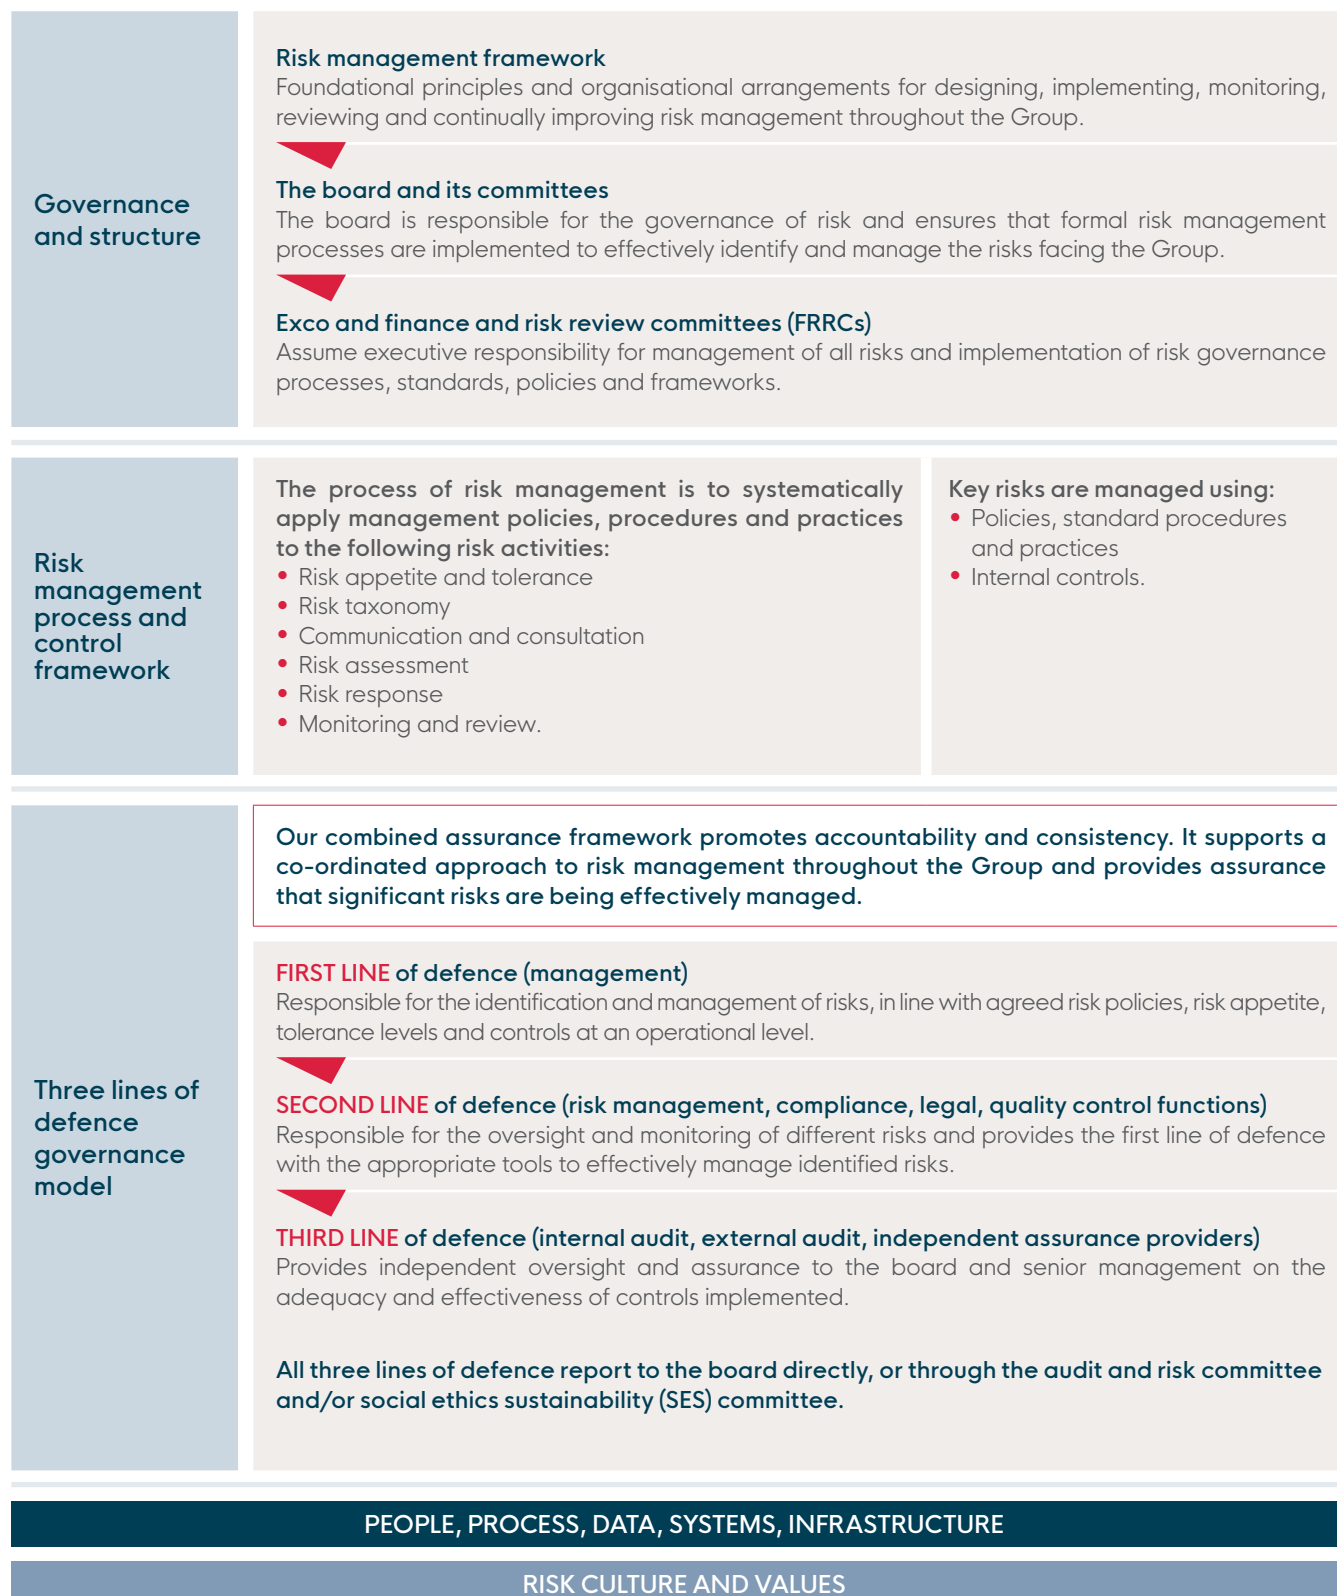 Governance
and structure
Risk management framework
Foundational principles and organisational arrangements for designing, implementing, monitoring,
reviewing and continually improving risk management throughout the Group.
The board and its committees
The board is responsible for the governance of risk and ensures that formal risk management
processes are implemented to effectively identify and manage the risks facing the Group.
Exco and finance and risk review committees (FRRCs)
Assume executive responsibility for management of all risks and implementation of risk governance
processes, standards, policies and frameworks.
Risk
management
process and
control
framework
The process of risk management is to systematically
apply management policies, procedures and practices
to the following risk activities:
• Risk appetite and tolerance
• Risk taxonomy
• Communication and consultation
• Risk assessment
• Risk response
• Monitoring and review.
Key risks are managed using:
• Policies, standard procedures
and practices
• Internal controls.
Three lines of
defence
governance
model
Our combined assurance framework promotes accountability and consistency. It supports a
co-ordinated approach to risk management throughout the Group and provides assurance
that significant risks are being effectively managed.
FIRST LINE of defence (management)
Responsible for the identification and management of risks, in line with agreed risk policies, risk appetite,
tolerance levels and controls at an operational level.
SECOND LINE of defence (risk management, compliance, legal, quality control functions)
Responsible for the oversight and monitoring of different risks and provides the first line of defence
with the appropriate tools to effectively manage identified risks.
THIRD LINE of defence (internal audit, external audit, independent assurance providers)
Provides independent oversight and assurance to the board and senior management on the
adequacy and effectiveness of controls implemented.
All three lines of defence report to the board directly, or through the audit and risk committee
and/or social ethics sustainability (SES) committee.
PEOPLE, PROCESS, DATA, SYSTEMS, INFRASTRUCTURE
RISK CULTURE AND VALUES